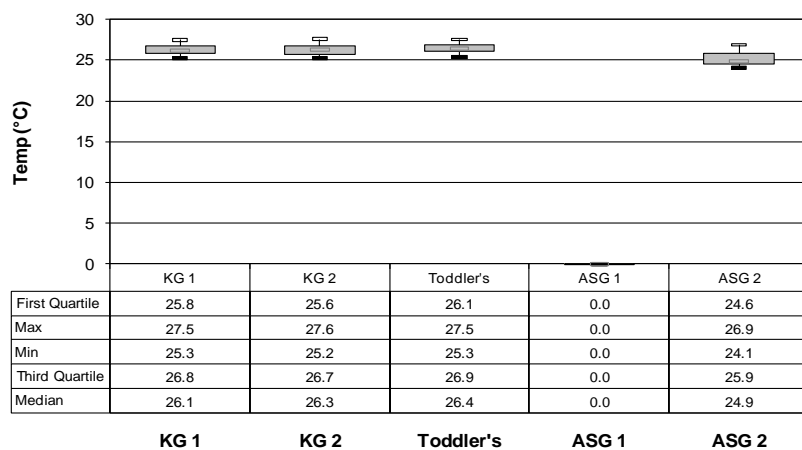 30
25
20
15
10
5
0
Temp (°C)
KG 1 KG 2 Toddler's ASG 1 ASG 2
First Quartile 25.8 25.6 26.1 0.0 24.6
Max 27.5 27.6 27.5 0.0 26.9
Min 25.3 25.2 25.3 0.0 24.1
Third Quartile 26.8 26.7 26.9 0.0 25.9
Median 26.1 26.3 26.4 0.0 24.9
KG 1 KG 2 Toddler's ASG 1 ASG 2